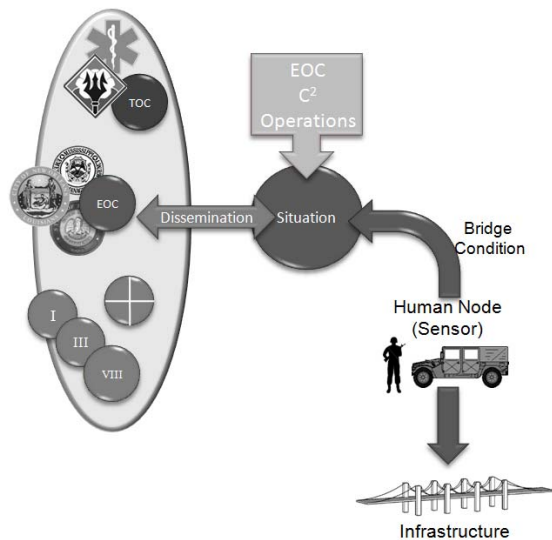 TOC
EOC
C²
Operations
EOC
Dissemination
Situation
Bridge
Condition
Human Node
(Sensor)
I
III
VIII
Infrastructure